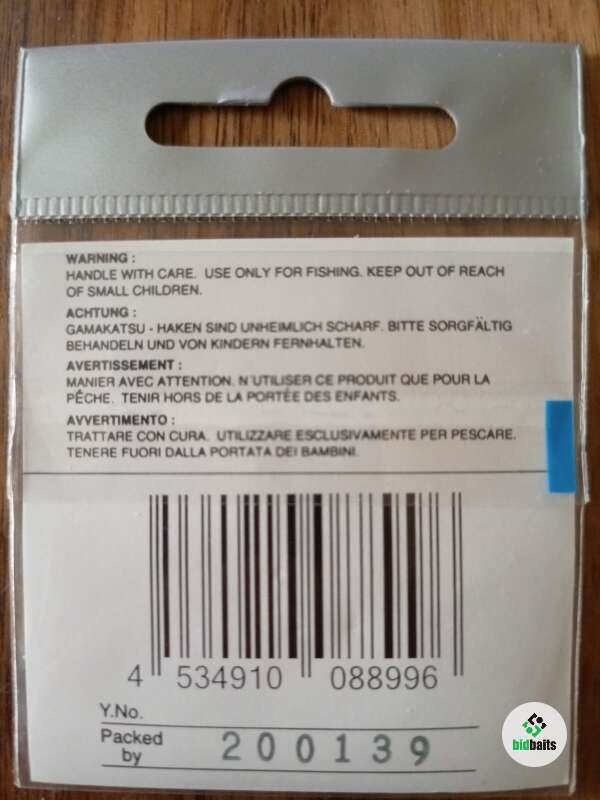 WARNING :
HANDLE WITH CARE. USE ONLY FOR FISHING. KEEP OUT OF REACH
OF SMALL CHILDREN.
ACHTUNG :
GAMAKATSU - HAKEN SIND UNHEIMLICH SCHARF. BITTE SORGFÄLTIG
BEHANDELN UND VON KINDERN FERNHALTEN.
AVERTISSEMENT :
MANIER AVEC ATTENTION. N'UTILISER CE PRODUIT QUE POUR LA
PÊCHE. TENIR HORS DE LA PORTÉE DES ENFANTS.
AVVERTIMENTO :
TRATTARE CON CURA. UTILIZZARE ESCLUSIVAMENTE PER PESCARE.
TENERE FUORI DALLA PORTATA DEI BAMBINI.
4 534910 088996
Y.No.
Packed by 200139
bidbaits